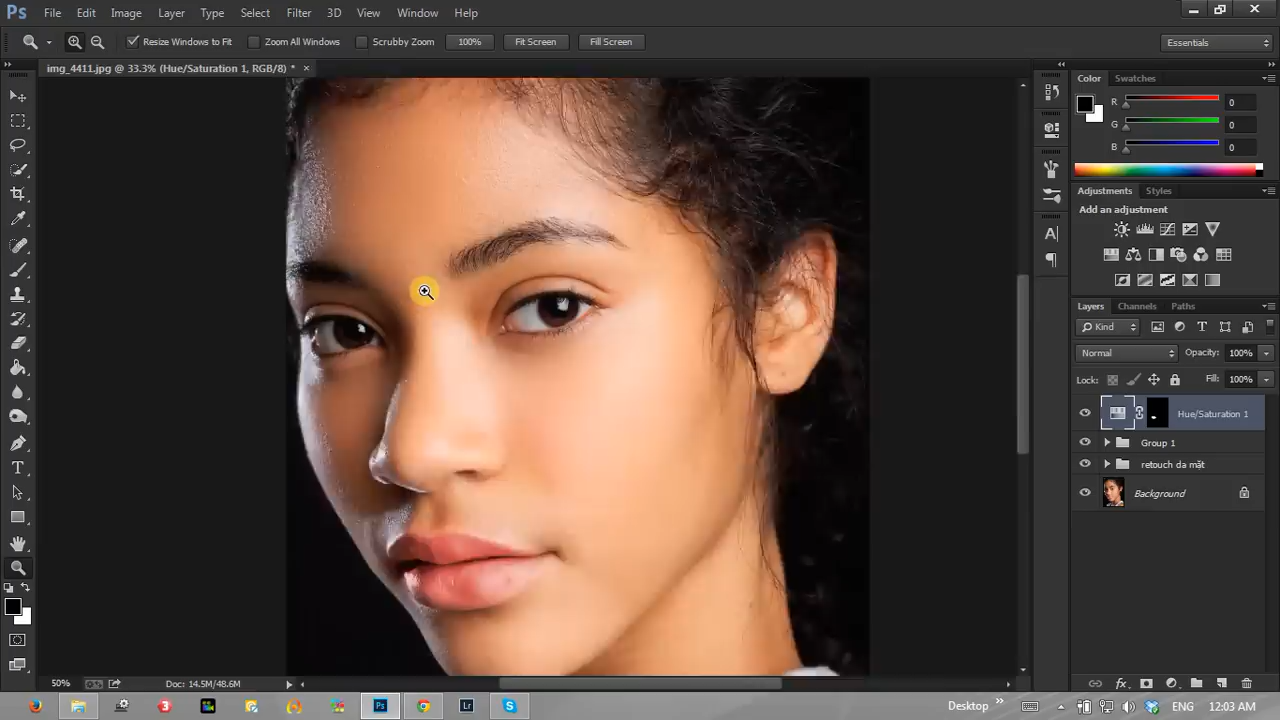 Ps File Edit Image Layer Type Select Filter 3D View Window Help
Resize Windows to Fit Zoom All Windows Scrubby Zoom 100% Fit Screen Fill Screen Essentials
img_4411.jpg @ 33.3% (Hue/Saturation 1, RGB/8) * ×
Color Swatches
R 0
G 0
B 0
Adjustments Styles
Add an adjustment
Layers Channels Paths
Kind
Normal Opacity: 100%
Lock: Fill: 100%
Hue/Saturation 1
Group 1
retouch da mặt
Background
50% Doc: 14.5M/48.6M
Desktop » ENG 12:03 AM